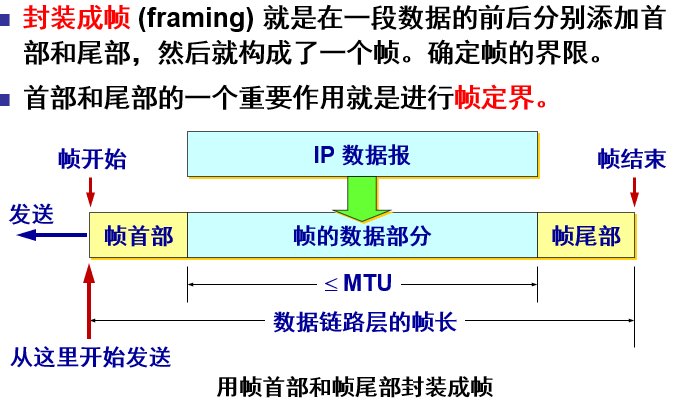 封装成帧 (framing) 就是在一段数据的前后分别添加首
部和尾部，然后就构成了一个帧。确定帧的界限。
首部和尾部的一个重要作用就是进行帧定界。
IP 数据报
帧开始
帧结束
发送
帧首部
帧的数据部分
帧尾部
≤ MTU
数据链路层的帧长
从这里开始发送
用帧首部和帧尾部封装成帧